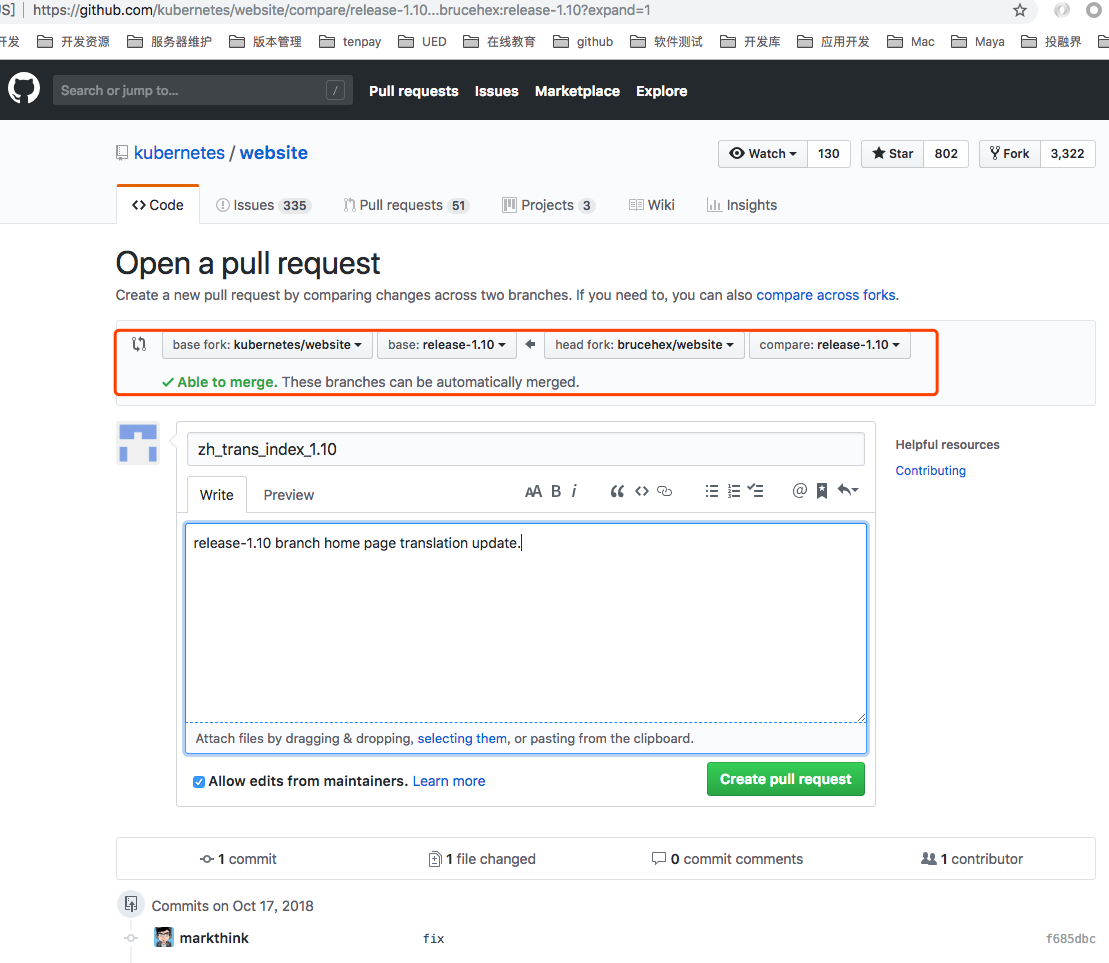 S] https://github.com/kubernetes/website/compare/release-1.10...brucehex:release-1.10?expand=1
开发 开发资源 服务器维护 版本管理 tenpay UED 在线教育 github 软件测试 开发库 应用开发 Mac Maya 投融界
Search or jump to... / Pull requests Issues Marketplace Explore
kubernetes / website Watch 130 Star 802 Fork 3,322
Code Issues 335 Pull requests 51 Projects 3 Wiki Insights
Open a pull request
Create a new pull request by comparing changes across two branches. If you need to, you can also compare across forks.
base fork: kubernetes/website base: release-1.10 head fork: brucehex/website compare: release-1.10
Able to merge. These branches can be automatically merged.
zh_trans_index_1.10
Helpful resources
Contributing
Write Preview AA B i “ <> @
release-1.10 branch home page translation update.
Attach files by dragging & dropping, selecting them, or pasting from the clipboard.
Allow edits from maintainers. Learn more Create pull request
1 commit 1 file changed 0 commit comments 1 contributor
Commits on Oct 17, 2018
markthink fix f685dbc